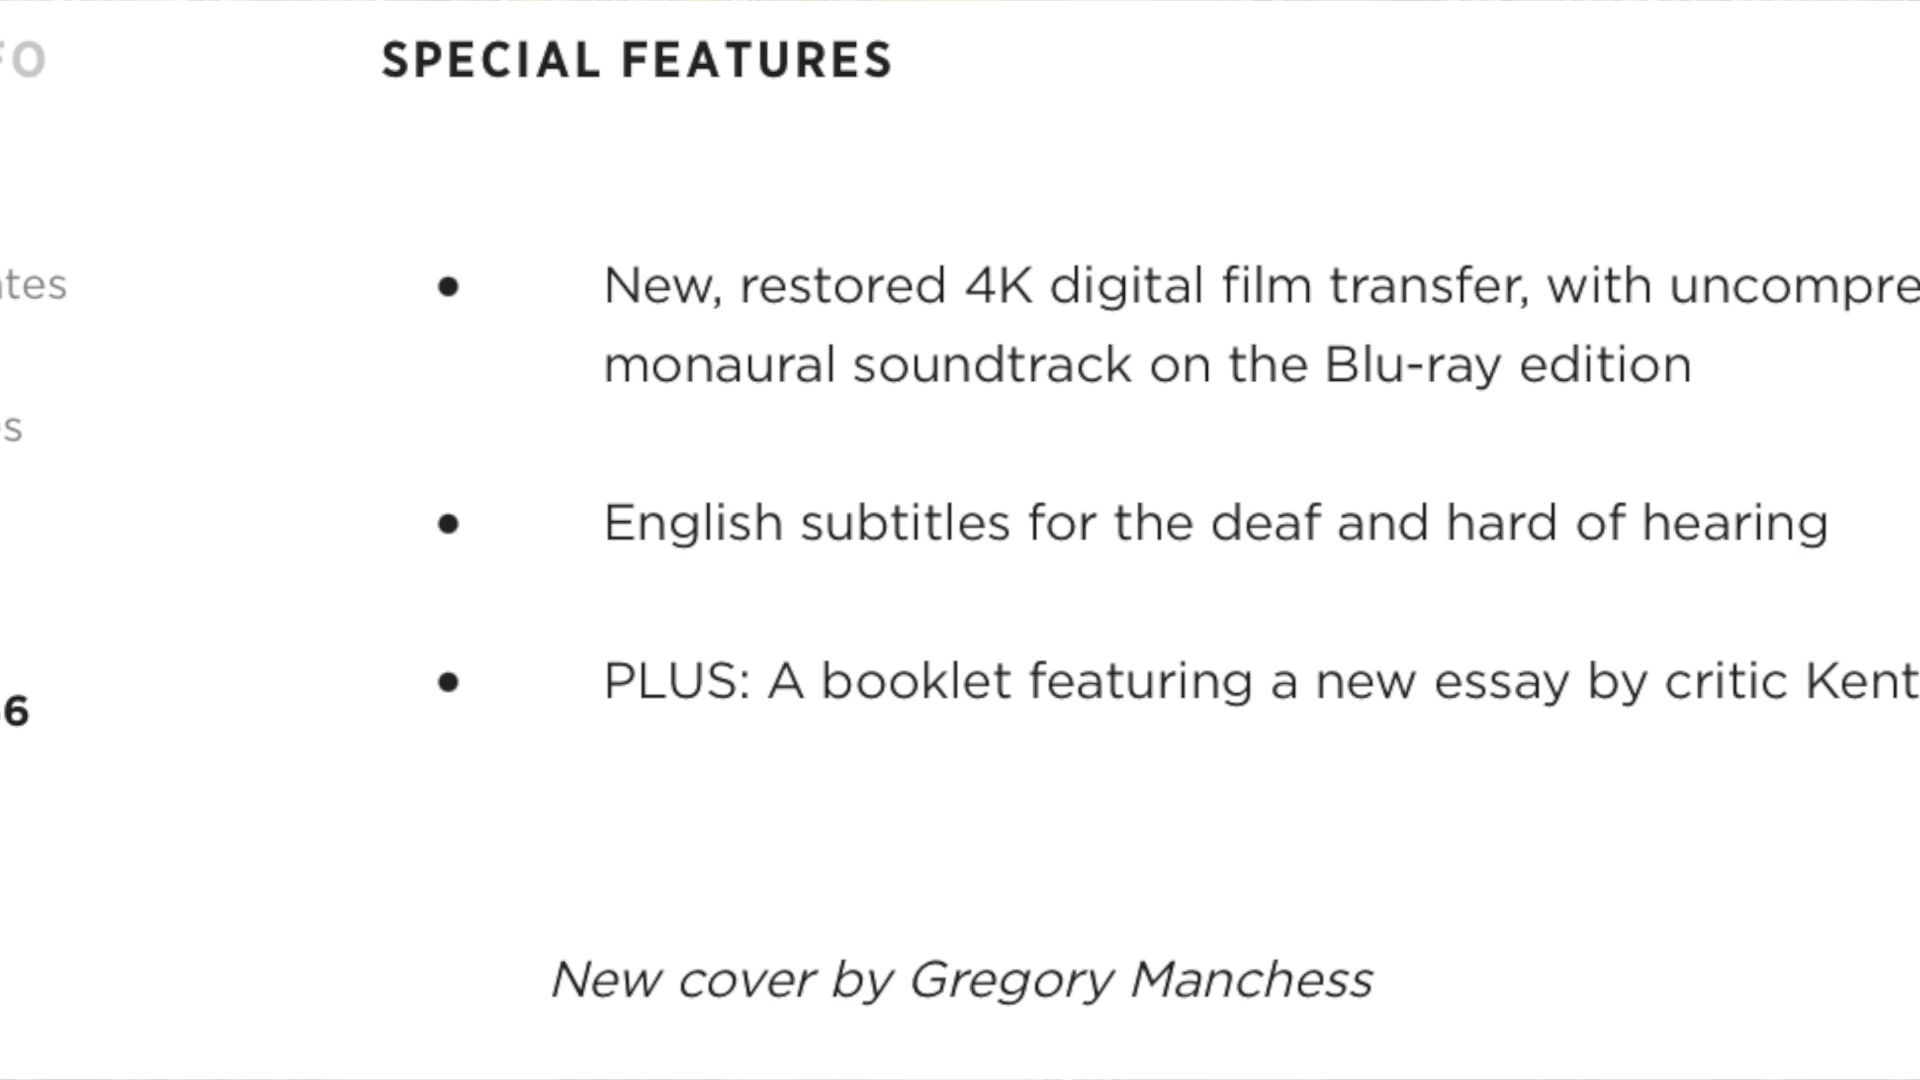 FO
SPECIAL FEATURES
New, restored 4K digital film transfer, with uncompre
tes
monaural soundtrack on the Blu-ray edition
s
English subtitles for the deaf and hard of hearing
PLUS: A booklet featuring a new essay by critic Kent
6
New cover by Gregory Manchess